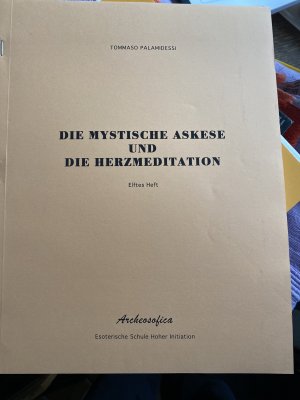 TOMMASO PALAMIDESSI
DIE MYSTISCHE ASKESE
UND
DIE HERZMEDITATION
Elftes Heft
Archeosofica
Esoterische Schule Hoher Initiation